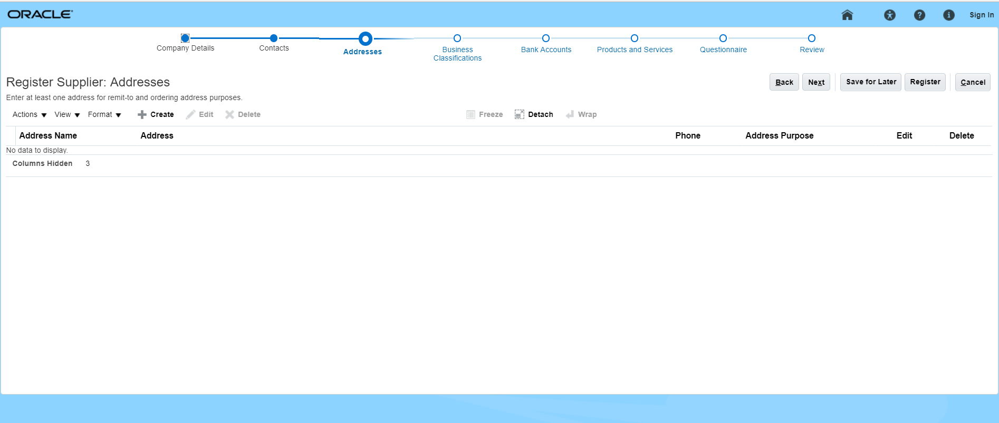 ORACLE
Sign In
Company Details
Contacts
Addresses
Business
Classifications
Bank Accounts
Products and Services
Questionnaire
Review
Register Supplier: Addresses
Back
Next
Save for Later
Register
Cancel
Enter at least one address for remit-to and ordering address purposes.
Actions
View
Format
Create
Edit
Delete
Freeze
Detach
Wrap
Address Name
Address
Phone
Address Purpose
Edit
Delete
No data to display.
Columns Hidden 3